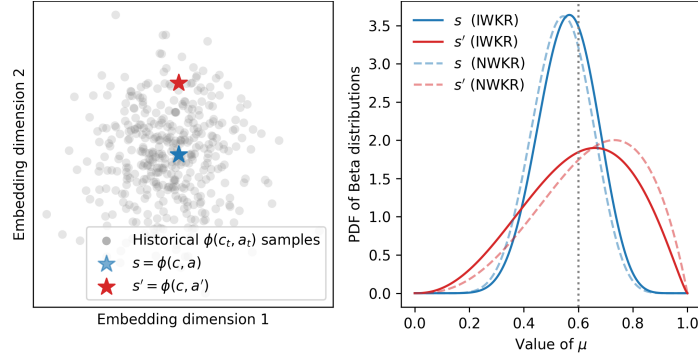 Embedding dimension 2
Historical ϕ(cₜ, aₜ) samples
s = ϕ(c, a)
s′ = ϕ(c, a′)
Embedding dimension 1
PDF of Beta distributions
3.5
3.0
2.5
2.0
1.5
1.0
0.5
0.0
s (IWKR)
s′ (IWKR)
s (NWKR)
s′ (NWKR)
0.0 0.2 0.4 0.6 0.8 1.0
Value of μ